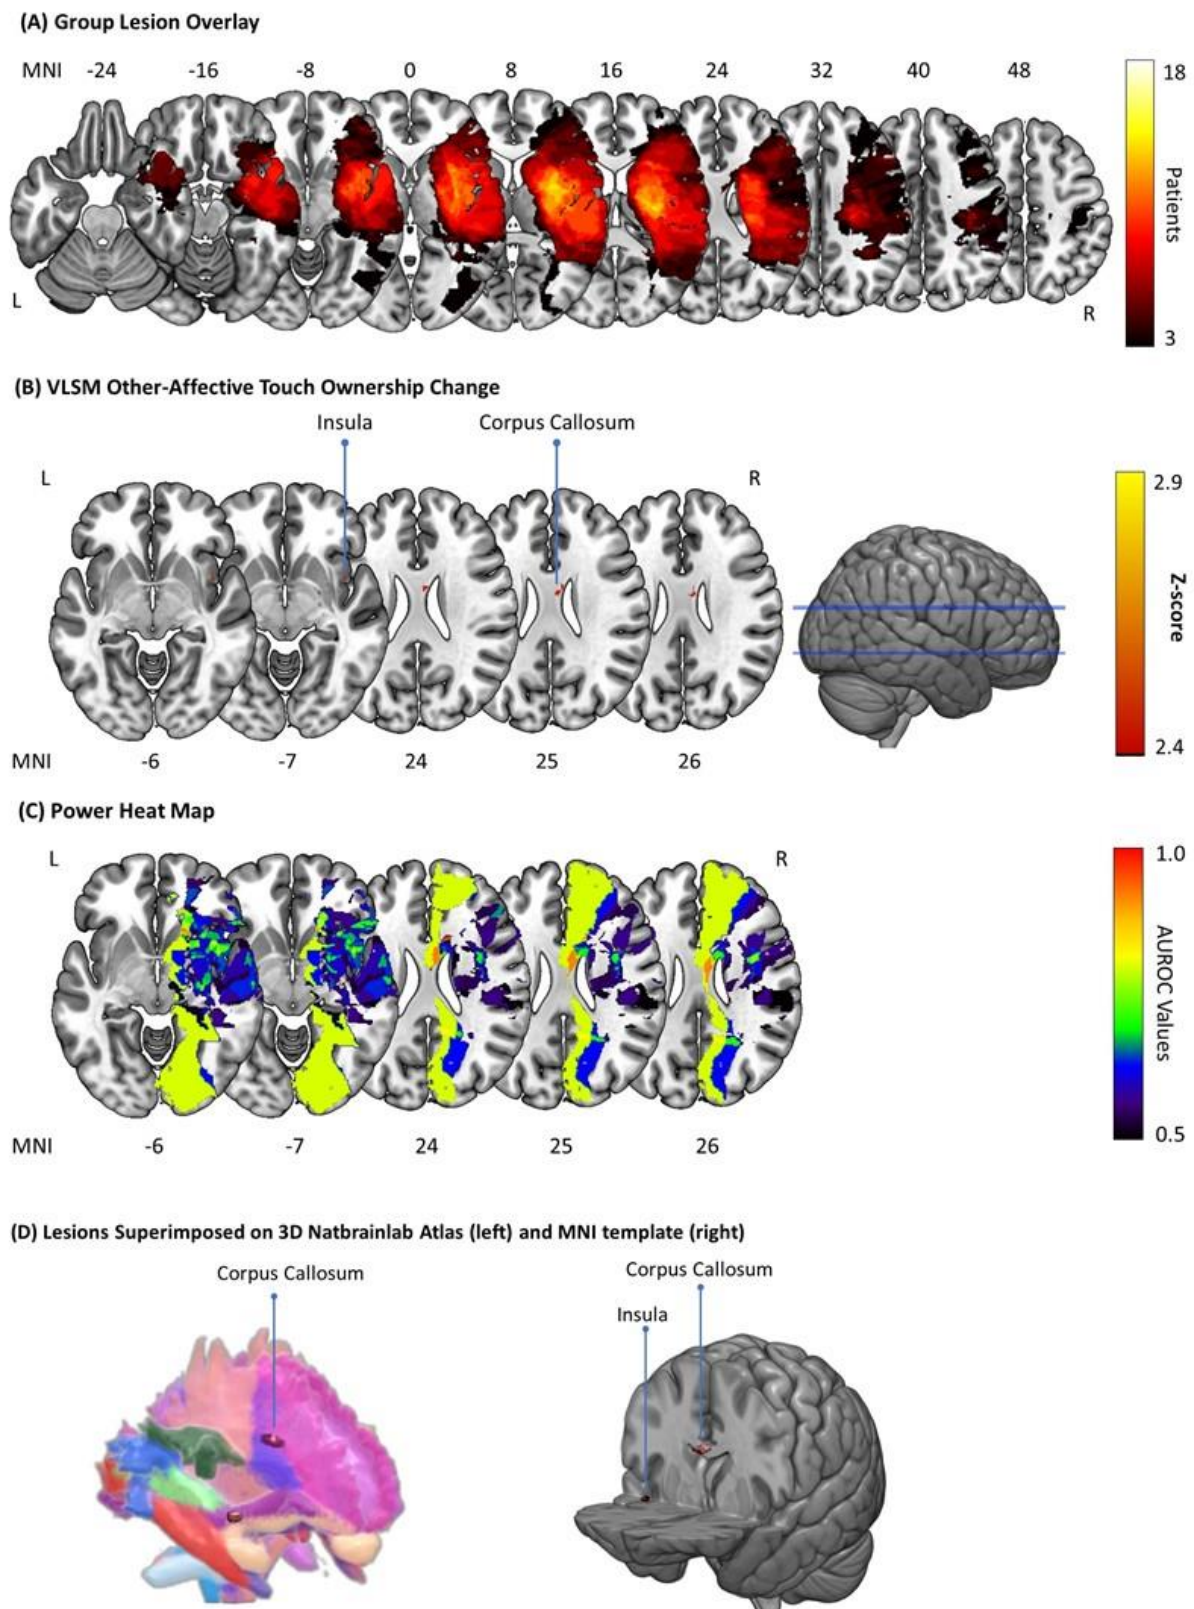 (A) Group Lesion Overlay
MNI -24 -16 -8 0 8 16 24 32 40 48
18
Patients
3
L
R
(B) VLSM Other-Affective Touch Ownership Change
Insula Corpus Callosum
L R
2.9
Z-score
2.4
MNI -6 -7 24 25 26
(C) Power Heat Map
L R
1.0
AUROC Values
0.5
MNI -6 -7 24 25 26
(D) Lesions Superimposed on 3D Natbrainlab Atlas (left) and MNI template (right)
Corpus Callosum
Corpus Callosum
Insula